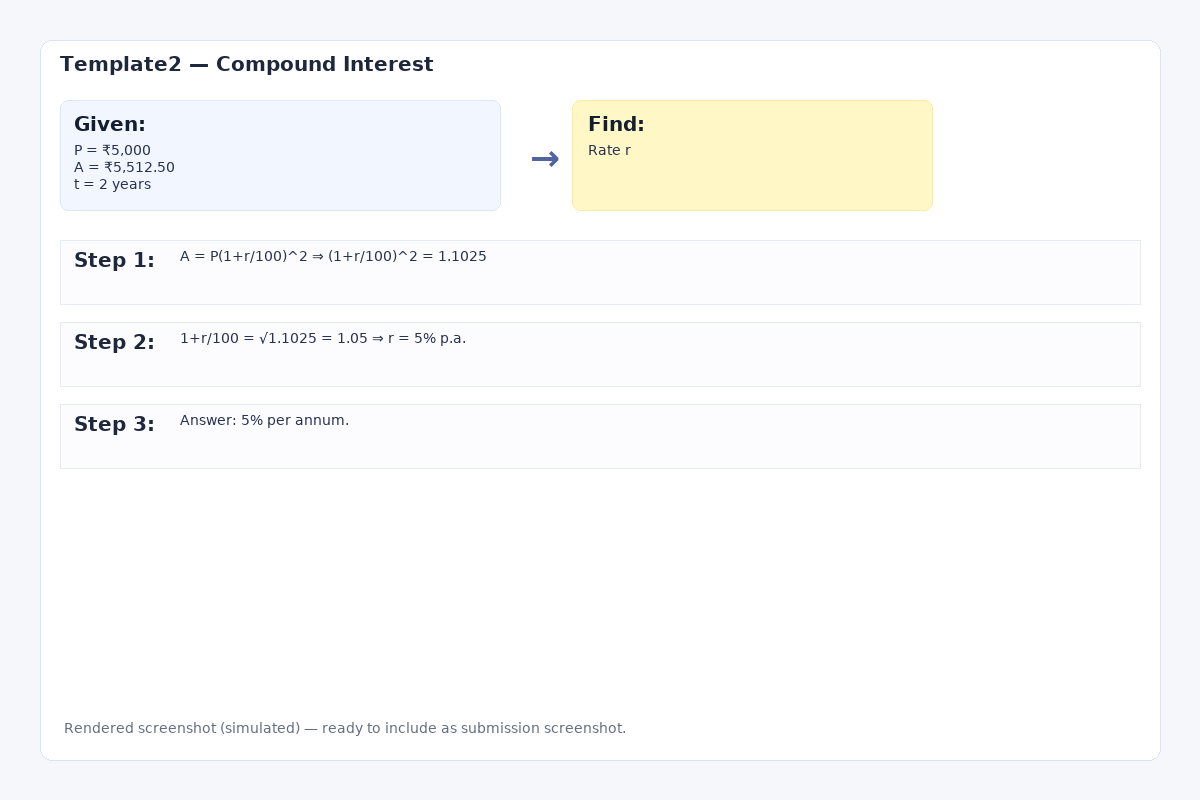 Template2 — Compound Interest
Given:
P = ₹5,000
A = ₹5,512.50
t = 2 years
→
Find:
Rate r
Step 1: A = P(1+r/100)^2 ⇒ (1+r/100)^2 = 1.1025
Step 2: 1+r/100 = √1.1025 = 1.05 ⇒ r = 5% p.a.
Step 3: Answer: 5% per annum.
Rendered screenshot (simulated) — ready to include as submission screenshot.